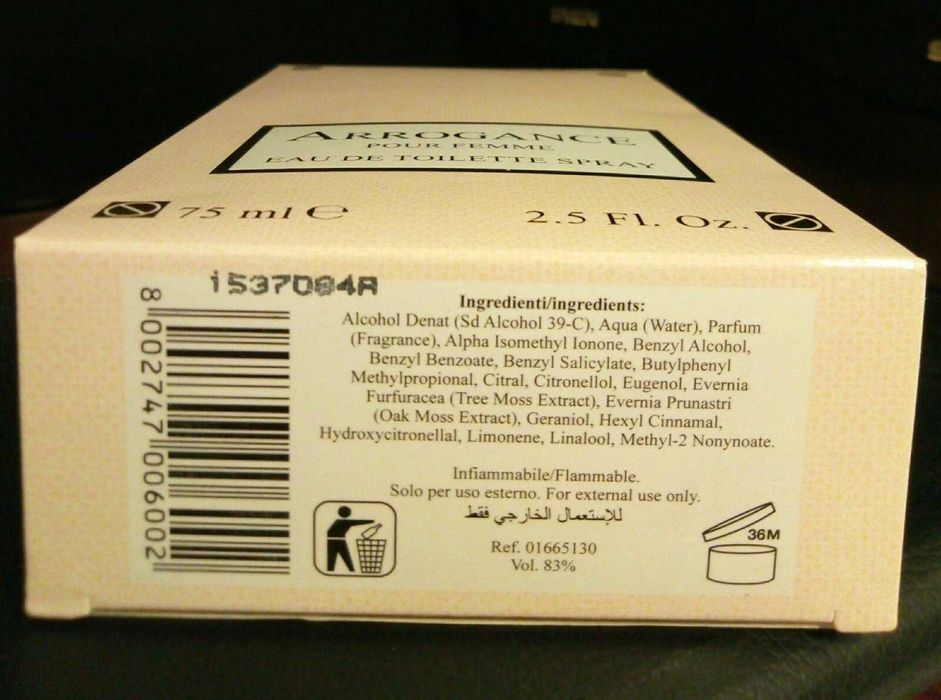 ARROGANCE
POUR FEMME
EAU DE TOILETTE SPRAY
75 ml e
2.5 Fl. Oz.
8 002747 006002
Ingredienti/ingredients:
Alcohol Denat (Sd Alcohol 39-C), Aqua (Water), Parfum
(Fragrance), Alpha Isomethyl Ionone, Benzyl Alcohol,
Benzyl Benzoate, Benzyl Salicylate, Butylphenyl
Methylpropional, Citral, Citronellol, Eugenol, Evernia
Furfuracea (Tree Moss Extract), Evernia Prunastri
(Oak Moss Extract), Geraniol, Hexyl Cinnamal,
Hydroxycitronellal, Limonene, Linalool, Methyl-2 Nonynoate.
Infiammabile/Flammable.
Solo per uso esterno. For external use only.
للإستعمال الخارجي فقط
Ref. 01665130
Vol. 83%
36M